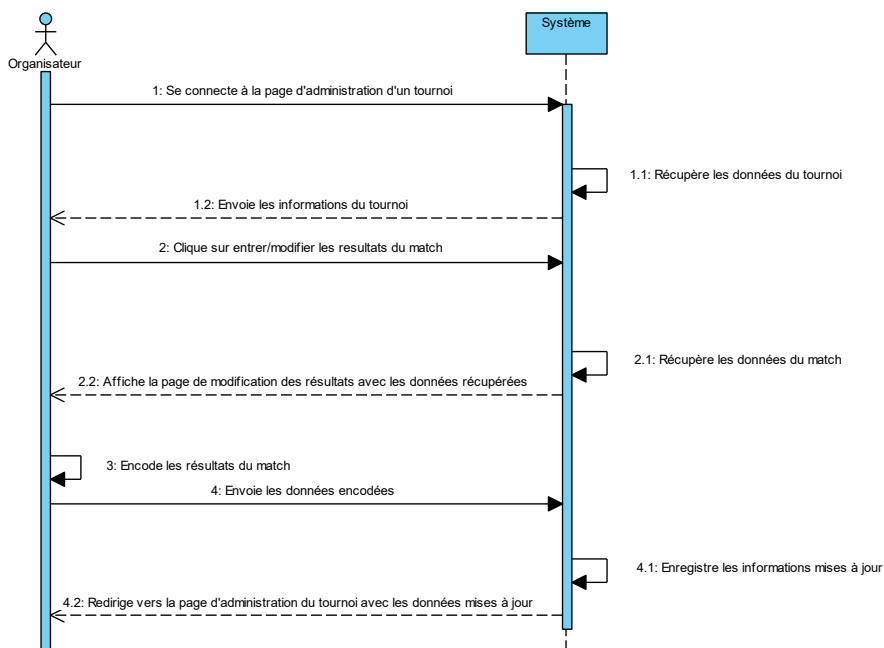 Organisateur
Système
1: Se connecte à la page d'administration d'un tournoi
1.1: Récupère les données du tournoi
1.2: Envoie les informations du tournoi
2: Clique sur entrer/modifier les resultats du match
2.1: Récupère les données du match
2.2: Affiche la page de modification des résultats avec les données récupérées
3: Encode les résultats du match
4: Envoie les données encodées
4.1: Enregistre les informations mises à jour
4.2: Redirige vers la page d'administration du tournoi avec les données mises à jour